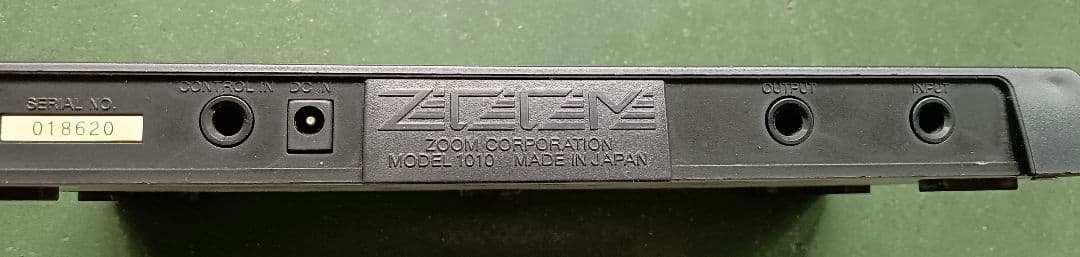 SERIAL NO.
018620
CONTROL IN
DC IN
ZOOM
ZOOM CORPORATION
MODEL 1010 MADE IN JAPAN
OUTPUT
INPUT